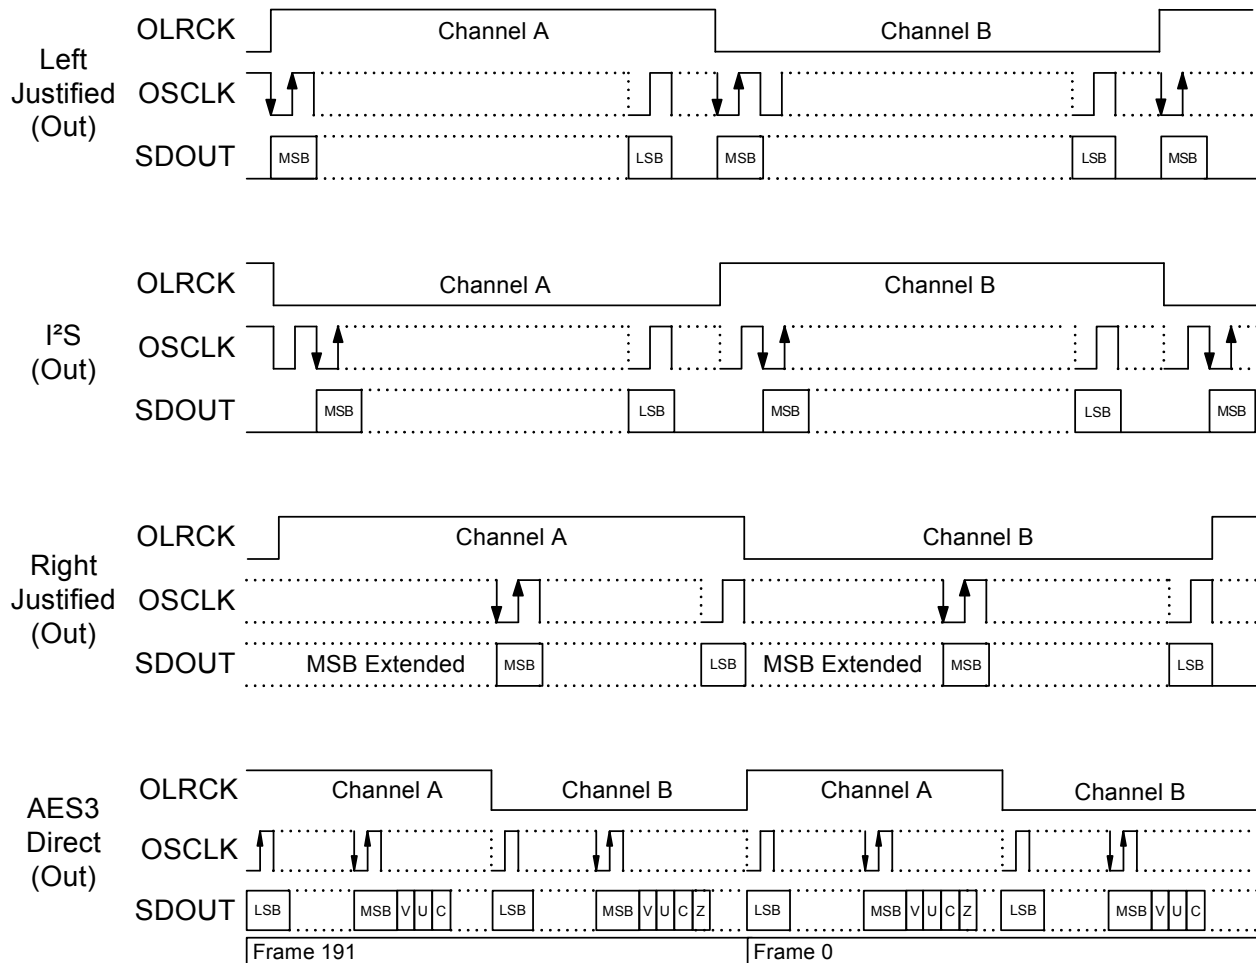 Left Justified (Out)
OLRCK Channel A Channel B
OSCLK
SDOUT MSB LSB MSB LSB MSB
I²S (Out)
OLRCK Channel A Channel B
OSCLK
SDOUT MSB LSB MSB LSB MSB
Right Justified (Out)
OLRCK Channel A Channel B
OSCLK
SDOUT MSB Extended MSB LSB MSB Extended MSB LSB
AES3 Direct (Out)
OLRCK Channel A Channel B Channel A Channel B
OSCLK
SDOUT LSB MSB V U C LSB MSB V U C Z LSB MSB V U C Z LSB MSB V U C
Frame 191 Frame 0